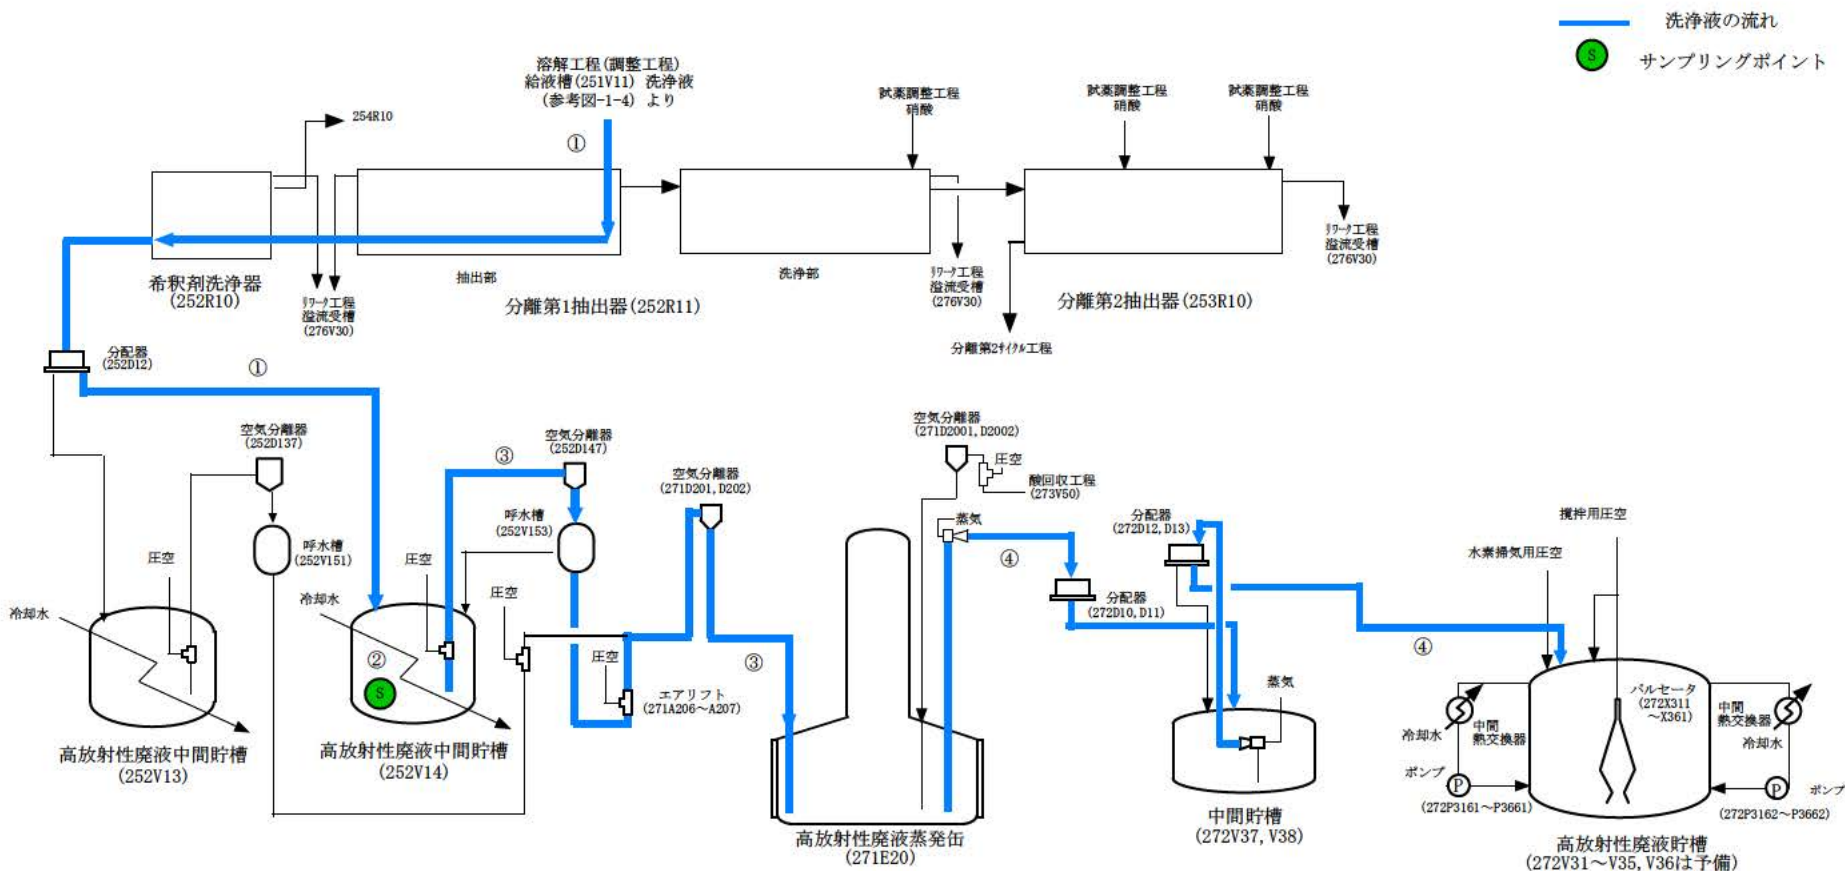 洗浄液の流れ
S
サンプリングポイント
溶解工程(調整工程)
給液槽(251V11) 洗浄液
(参考図-1-4) より
①
254R10
試薬調整工程
硝酸
試薬調整工程
硝酸
試薬調整工程
硝酸
希釈剤洗浄器
(252R10)
リワーク工程
溢流受槽
(276V30)
抽出部
分離第1抽出器(252R11)
洗浄部
リワーク工程
溢流受槽
(276V30)
分離第2抽出器(253R10)
リワーク工程
溢流受槽
(276V30)
分離第2サイクル工程
分配器
(252D12)
①
空気分離器
(252D137)
呼水槽
(252V151)
圧空
冷却水
高放射性廃液中間貯槽
(252V13)
③
空気分離器
(252D147)
呼水槽
(252V153)
圧空
冷却水
②
S
高放射性廃液中間貯槽
(252V14)
圧空
圧空
エアリフト
(271A206～A207)
空気分離器
(271D201, D202)
③
空気分離器
(271D2001, D2002)
圧空
酸回収工程
(273V50)
蒸気
④
高放射性廃液蒸発缶
(271E20)
分配器
(272D10, D11)
分配器
(272D12, D13)
蒸気
中間貯槽
(272V37, V38)
撹拌用圧空
水素掃気用圧空
④
パルセータ
(272X311
～X361)
中間
熱交換器
冷却水
ポンプ
P
(272P3161～P3661)
中間
熱交換器
冷却水
ポンプ
P
(272P3162～P3662)
高放射性廃液貯槽
(272V31～V35, V36は予備)